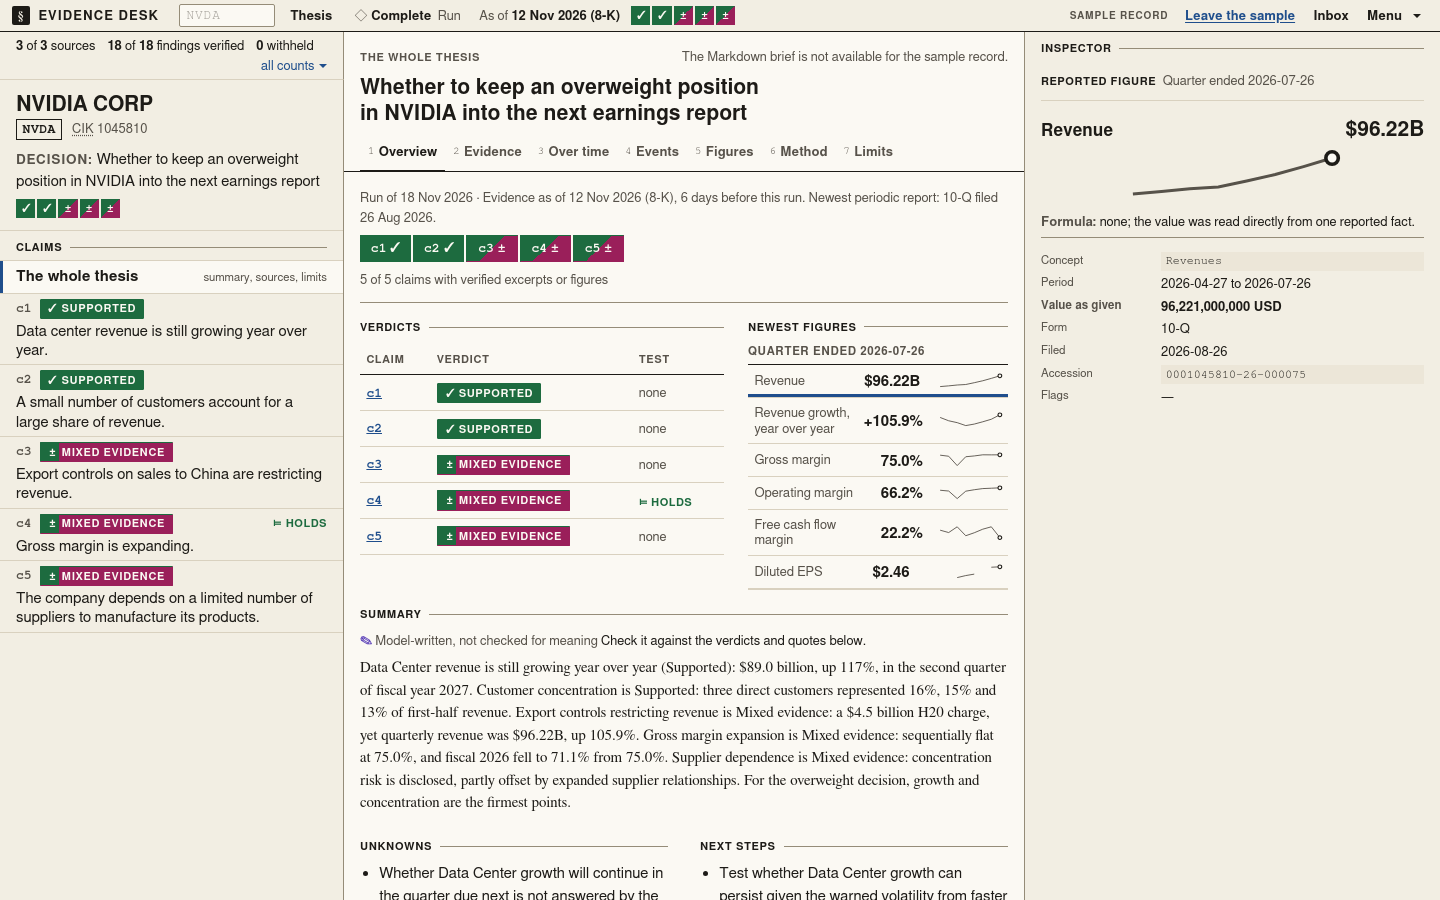 § EVIDENCE DESK NVDA Thesis Complete Run As of 12 Nov 2026 (8-K) ✓ ✓ ± ± ± SAMPLE RECORD Leave the sample Inbox Menu
3 of 3 sources 18 of 18 findings verified 0 withheld
all counts
NVIDIA CORP
NVDA CIK 1045810
DECISION: Whether to keep an overweight
position in NVIDIA into the next earnings report
✓ ✓ ± ± ±
CLAIMS
The whole thesis summary, sources, limits
c1 ✓ SUPPORTED
Data center revenue is still growing year over
year.
c2 ✓ SUPPORTED
A small number of customers account for a
large share of revenue.
c3 ± MIXED EVIDENCE
Export controls on sales to China are restricting
revenue.
c4 ± MIXED EVIDENCE ⊨ HOLDS
Gross margin is expanding.
c5 ± MIXED EVIDENCE
The company depends on a limited number of
suppliers to manufacture its products.
THE WHOLE THESIS The Markdown brief is not available for the sample record.
Whether to keep an overweight position
in NVIDIA into the next earnings report
1 Overview 2 Evidence 3 Over time 4 Events 5 Figures 6 Method 7 Limits
Run of 18 Nov 2026 · Evidence as of 12 Nov 2026 (8-K), 6 days before this run. Newest periodic report: 10-Q filed
26 Aug 2026.
c1 ✓ c2 ✓ c3 ± c4 ± c5 ±
5 of 5 claims with verified excerpts or figures
VERDICTS
CLAIM VERDICT TEST
c1 ✓ SUPPORTED none
c2 ✓ SUPPORTED none
c3 ± MIXED EVIDENCE none
c4 ± MIXED EVIDENCE ⊨ HOLDS
c5 ± MIXED EVIDENCE none
NEWEST FIGURES
QUARTER ENDED 2026-07-26
Revenue $96.22B
Revenue growth,
year over year +105.9%
Gross margin 75.0%
Operating margin 66.2%
Free cash flow
margin 22.2%
Diluted EPS $2.46
SUMMARY
✎ Model-written, not checked for meaning Check it against the verdicts and quotes below.
Data Center revenue is still growing year over year (Supported): $89.0 billion, up 117%, in the second quarter
of fiscal year 2027. Customer concentration is Supported: three direct customers represented 16%, 15% and
13% of first-half revenue. Export controls restricting revenue is Mixed evidence: a $4.5 billion H20 charge,
yet quarterly revenue was $96.22B, up 105.9%. Gross margin expansion is Mixed evidence: sequentially flat
at 75.0%, and fiscal 2026 fell to 71.1% from 75.0%. Supplier dependence is Mixed evidence: concentration
risk is disclosed, partly offset by expanded supplier relationships. For the overweight decision, growth and
concentration are the firmest points.
UNKNOWNS
• Whether Data Center growth will continue in
the quarter due next is not answered by the
NEXT STEPS
• Test whether Data Center growth can
persist given the warned volatility from faster
INSPECTOR
REPORTED FIGURE Quarter ended 2026-07-26
Revenue $96.22B
Formula: none; the value was read directly from one reported fact.
Concept Revenues
Period 2026-04-27 to 2026-07-26
Value as given 96,221,000,000 USD
Form 10-Q
Filed 2026-08-26
Accession 0001045810-26-000075
Flags —